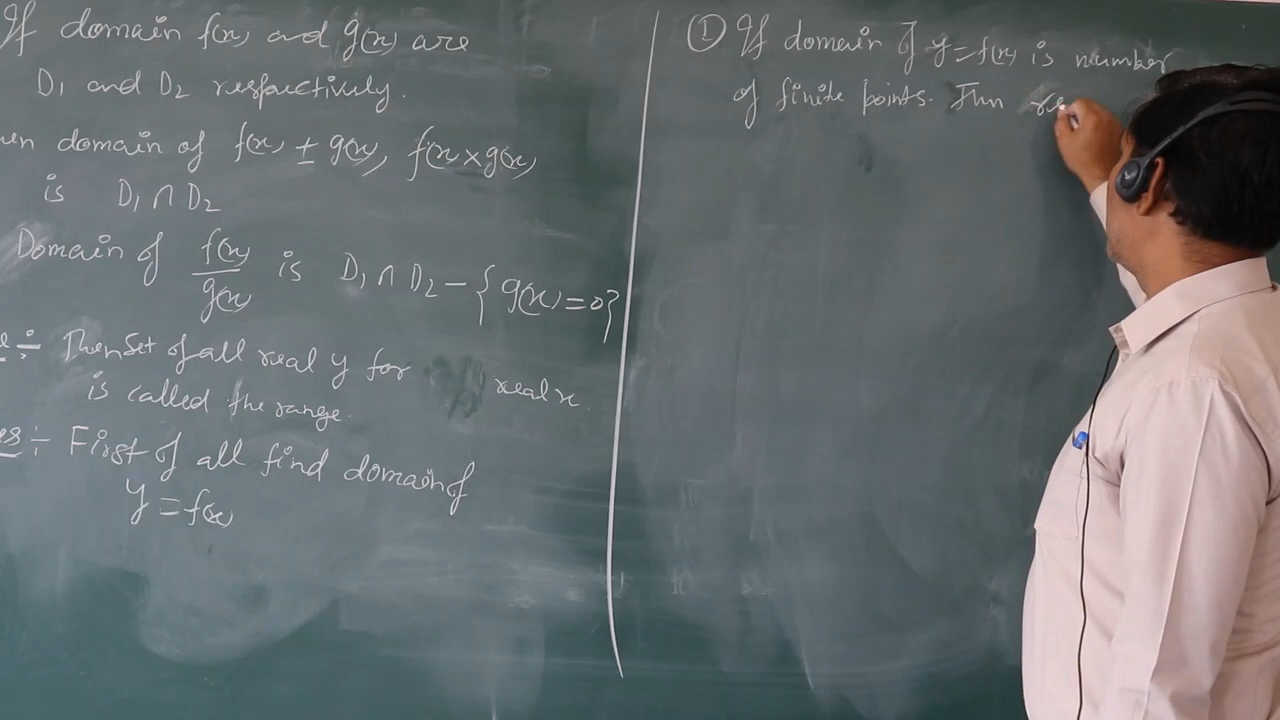 If domain f(x) and g(x) are
D₁ and D₂ respectively.
en domain of f(x) ± g(x), f(x) × g(x)
is D₁ ∩ D₂
Domain of f(x)/g(x) is D₁ ∩ D₂ - {g(x) = 0}
:- Then set of all real y for real x
is called the range.
:- First of all find domain of
y = f(x)
① If domain of y = f(x) is number
of finite points. Then